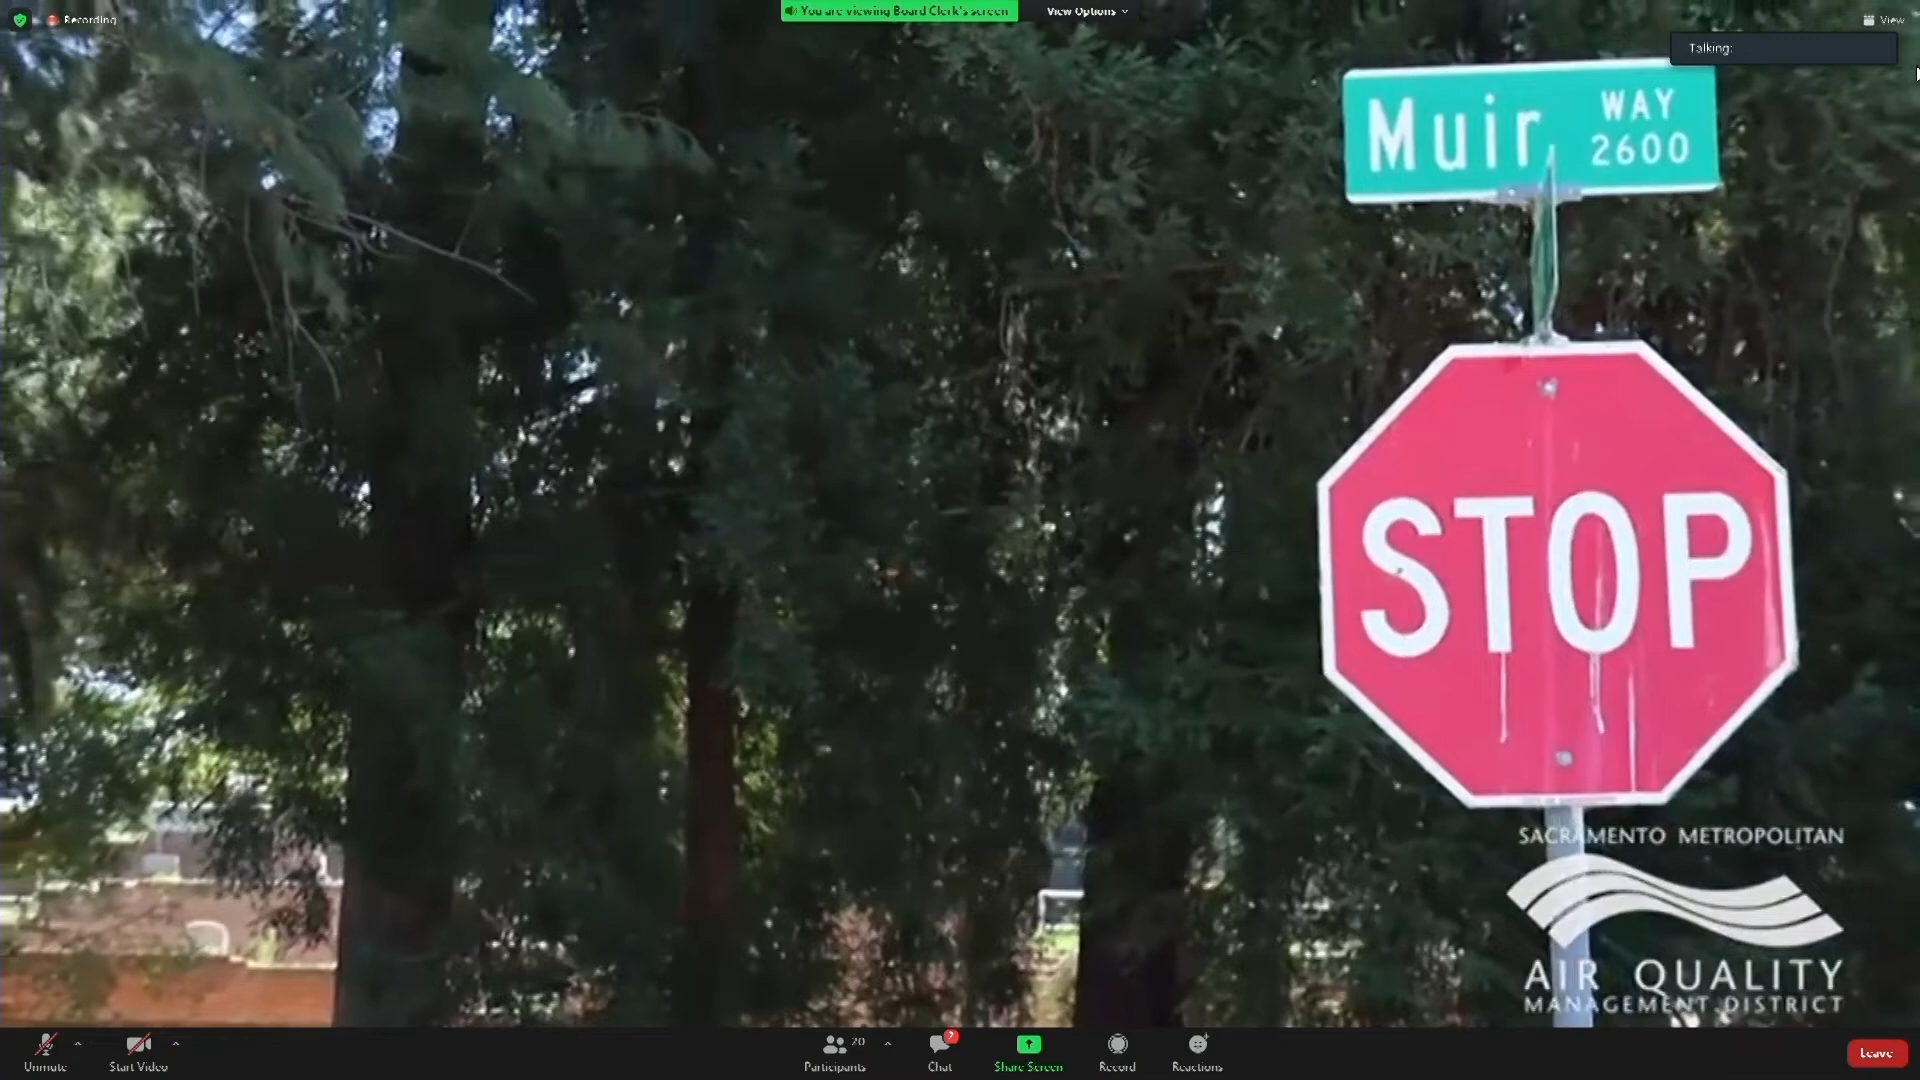 Recording
You are viewing Board Clerk's screen
View Options
View
Talking:
Muir WAY
2600
STOP
SACRAMENTO METROPOLITAN
AIR QUALITY
MANAGEMENT DISTRICT
Unmute
Start Video
Participants 20
Chat
Share Screen
Record
Reactions
Leave